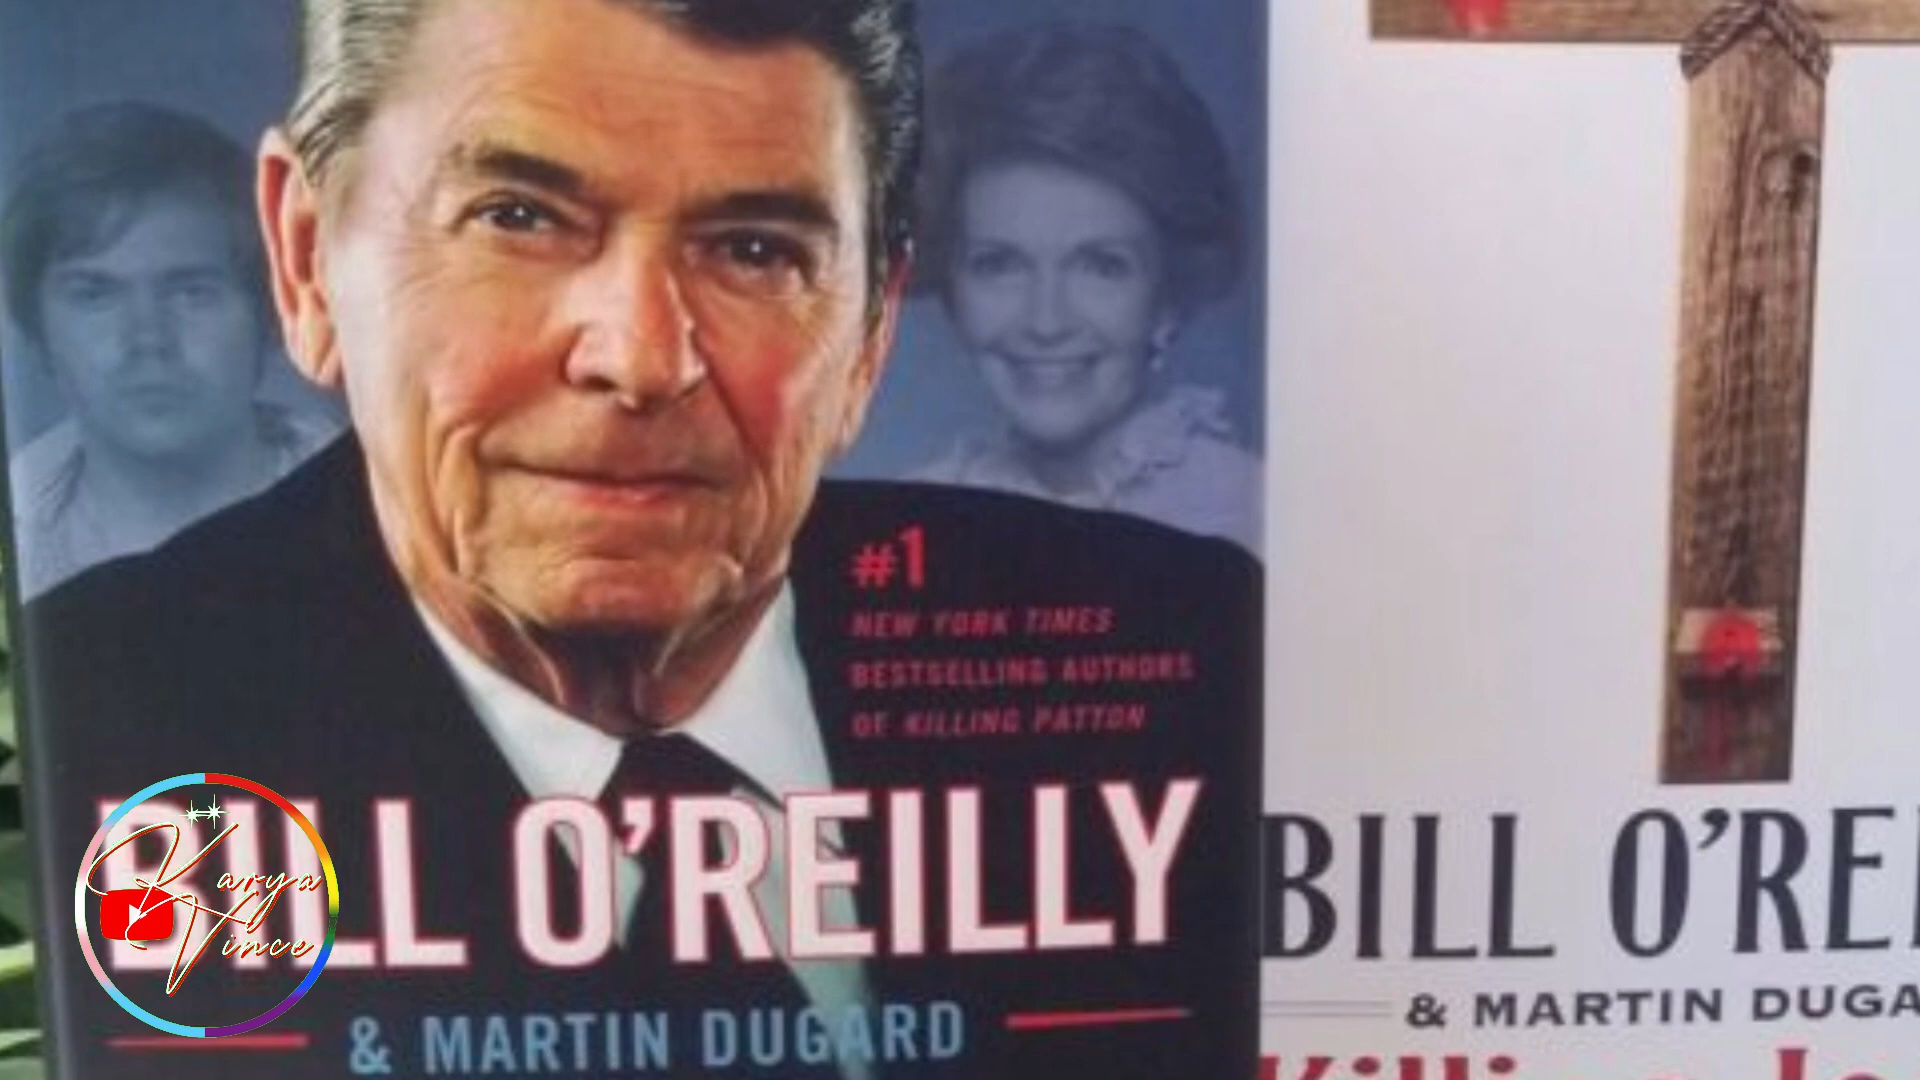 #1
NEW YORK TIMES
BESTSELLING AUTHORS
OF KILLING PATTON
BILL O'REILLY
& MARTIN DUGARD
Karya
Vince
BILL O'RE
& MARTIN DUGA